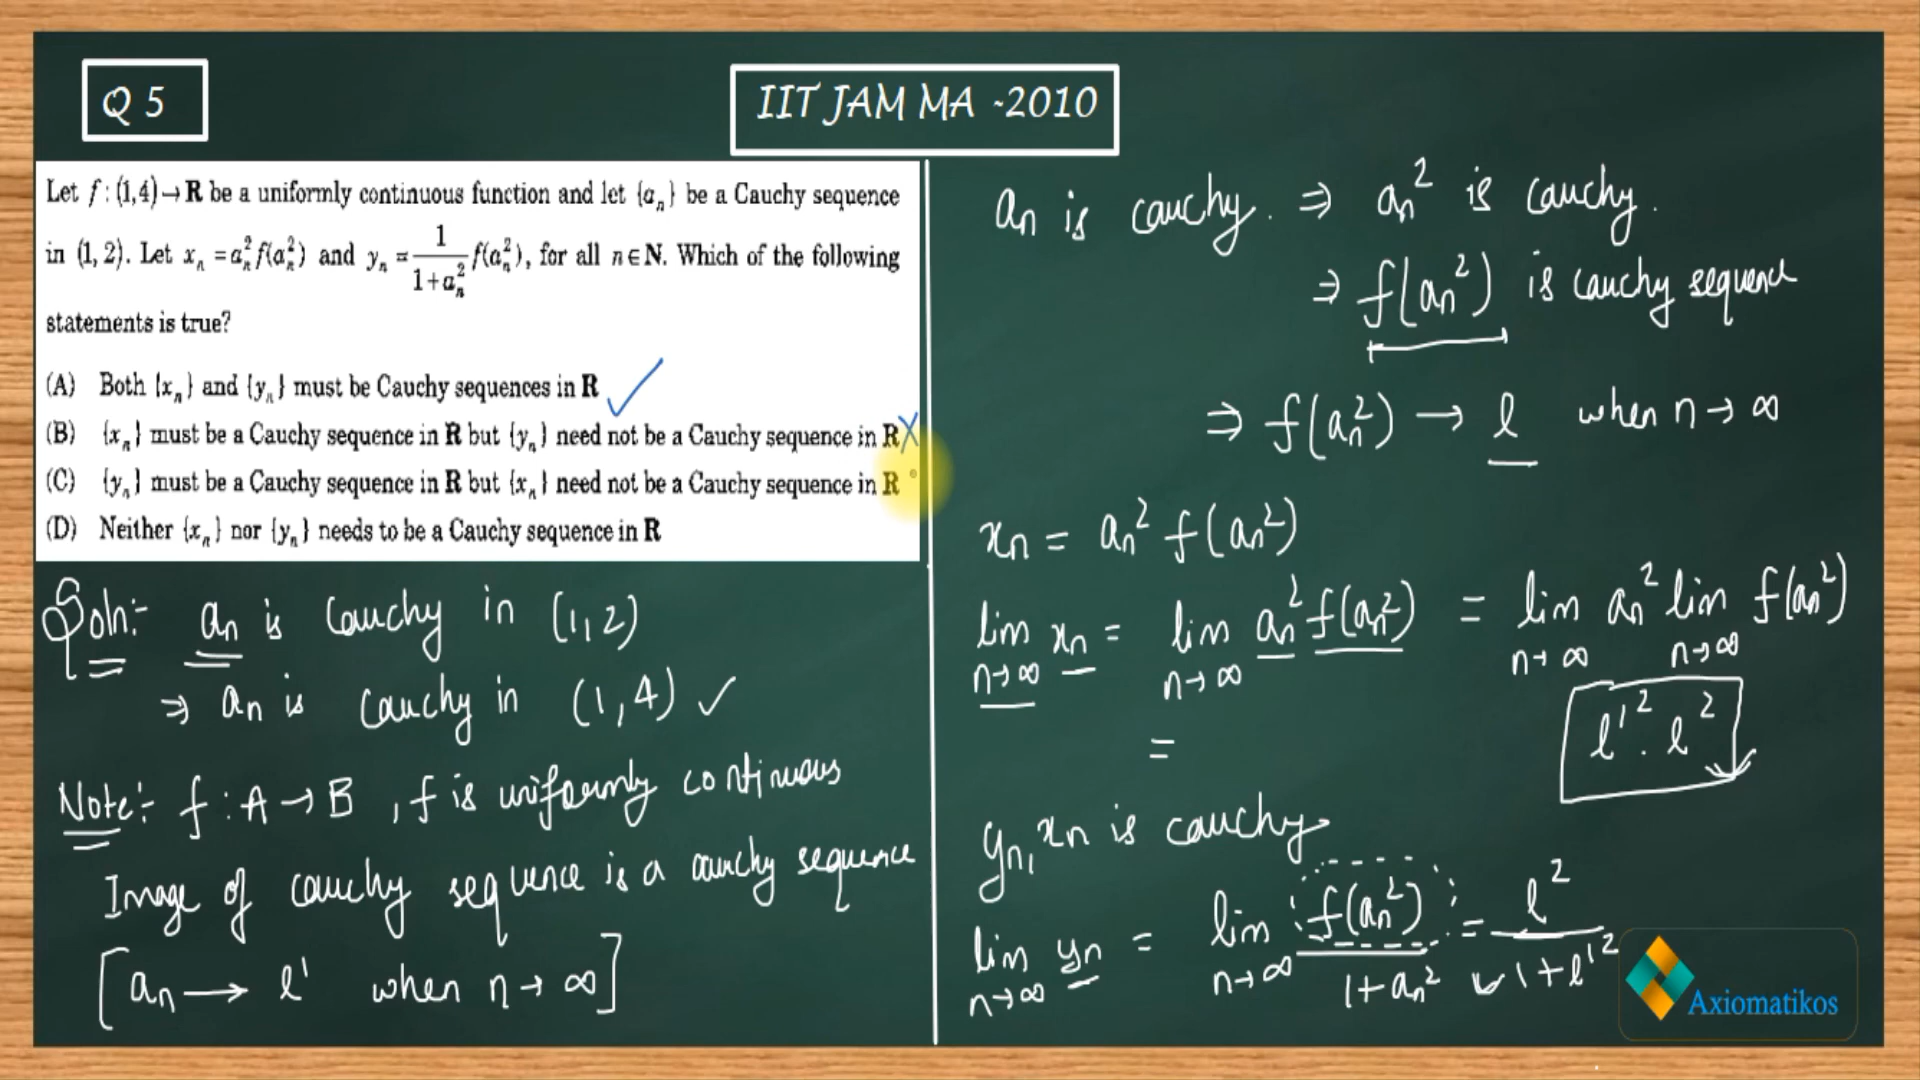 Q 5
IIT JAM MA -2010
Let f : (1,4) → R be a uniformly continuous function and let {aₙ} be a Cauchy sequence
in (1, 2). Let xₙ = aₙ² f(aₙ²) and yₙ = 1/(1+aₙ²) f(aₙ²), for all n ∈ N. Which of the following
statements is true?
(A) Both {xₙ} and {yₙ} must be Cauchy sequences in R ✓
(B) {xₙ} must be a Cauchy sequence in R but {yₙ} need not be a Cauchy sequence in R X
(C) {yₙ} must be a Cauchy sequence in R but {xₙ} need not be a Cauchy sequence in R
(D) Neither {xₙ} nor {yₙ} needs to be a Cauchy sequence in R
Soln:- aₙ is Cauchy in (1,2)
⇒ aₙ is Cauchy in (1,4) ✓
Note:- f : A → B , f is uniformly continuous
Image of cauchy sequence is a cauchy sequence
[aₙ → l' when n → ∞]
aₙ is cauchy. ⇒ aₙ² is cauchy.
⇒ f(aₙ²) is cauchy sequence
⇒ f(aₙ²) → l when n → ∞
xₙ = aₙ² f(aₙ²)
lim n→∞ xₙ = lim n→∞ aₙ² f(aₙ²) = lim n→∞ aₙ² lim n→∞ f(aₙ²)
= l'² . l²
yₙ, xₙ is cauchy.
lim n→∞ yₙ = lim n→∞ f(aₙ²)/(1+aₙ²) = l²/(1+l'²)
Axiomatikos